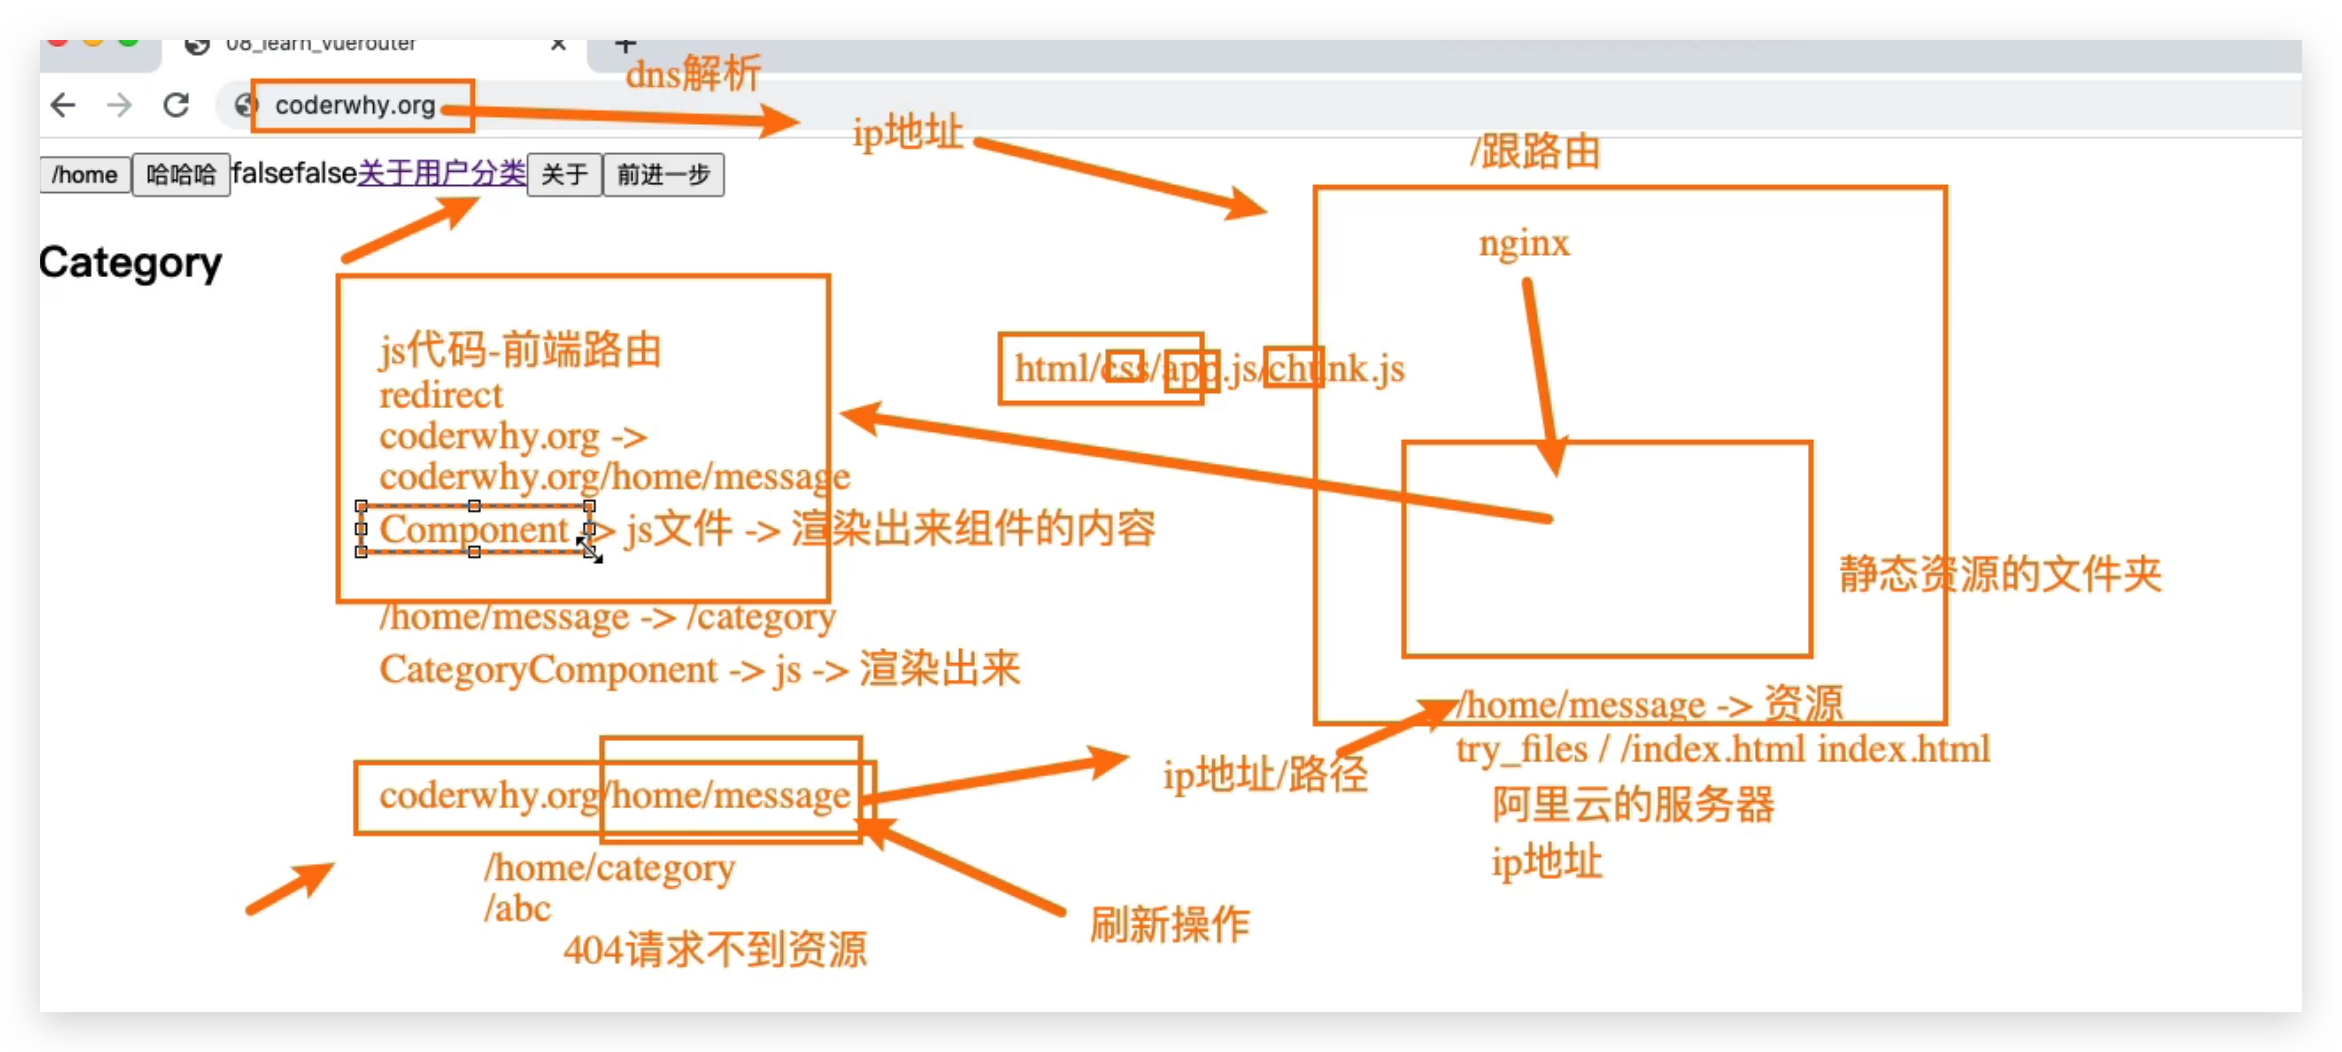 08_learn_vuerouter
dns解析
coderwhy.org
ip地址
/跟路由
/home 哈哈哈 falsefalse关于用户分类 关于 前进一步
nginx
Category
js代码-前端路由
html/css/app.js/chunk.js
redirect
coderwhy.org ->
coderwhy.org/home/message
Component -> js文件 -> 渲染出来组件的内容
静态资源的文件夹
/home/message -> /category
CategoryComponent -> js -> 渲染出来
/home/message -> 资源
try_files / /index.html index.html
coderwhy.org/home/message
ip地址/路径
阿里云的服务器
ip地址
/home/category
/abc
刷新操作
404请求不到资源